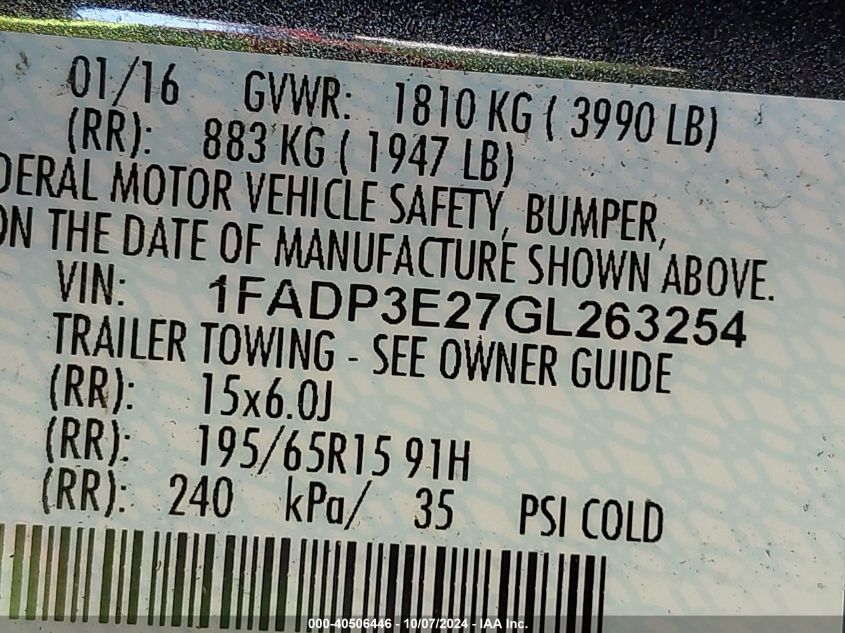 01/16 GVWR: 1810 KG ( 3990 LB)
(RR): 883 KG ( 1947 LB)
DERAL MOTOR VEHICLE SAFETY, BUMPER,
ON THE DATE OF MANUFACTURE SHOWN ABOVE.
VIN: 1FADP3E27GL263254
TRAILER TOWING - SEE OWNER GUIDE
(RR): 15x6.0J
(RR): 195/65R15 91H
(RR): 240 kPa/ 35 PSI COLD
000-40506446 - 10/07/2024 - IAA Inc.